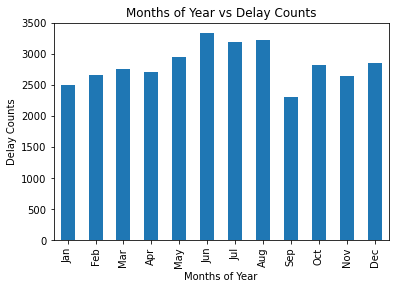 Months of Year vs Delay Counts
3500
3000
2500
2000
1500
1000
500
0
Delay Counts
Jan
Feb
Mar
Apr
May
Jun
Jul
Aug
Sep
Oct
Nov
Dec
Months of Year